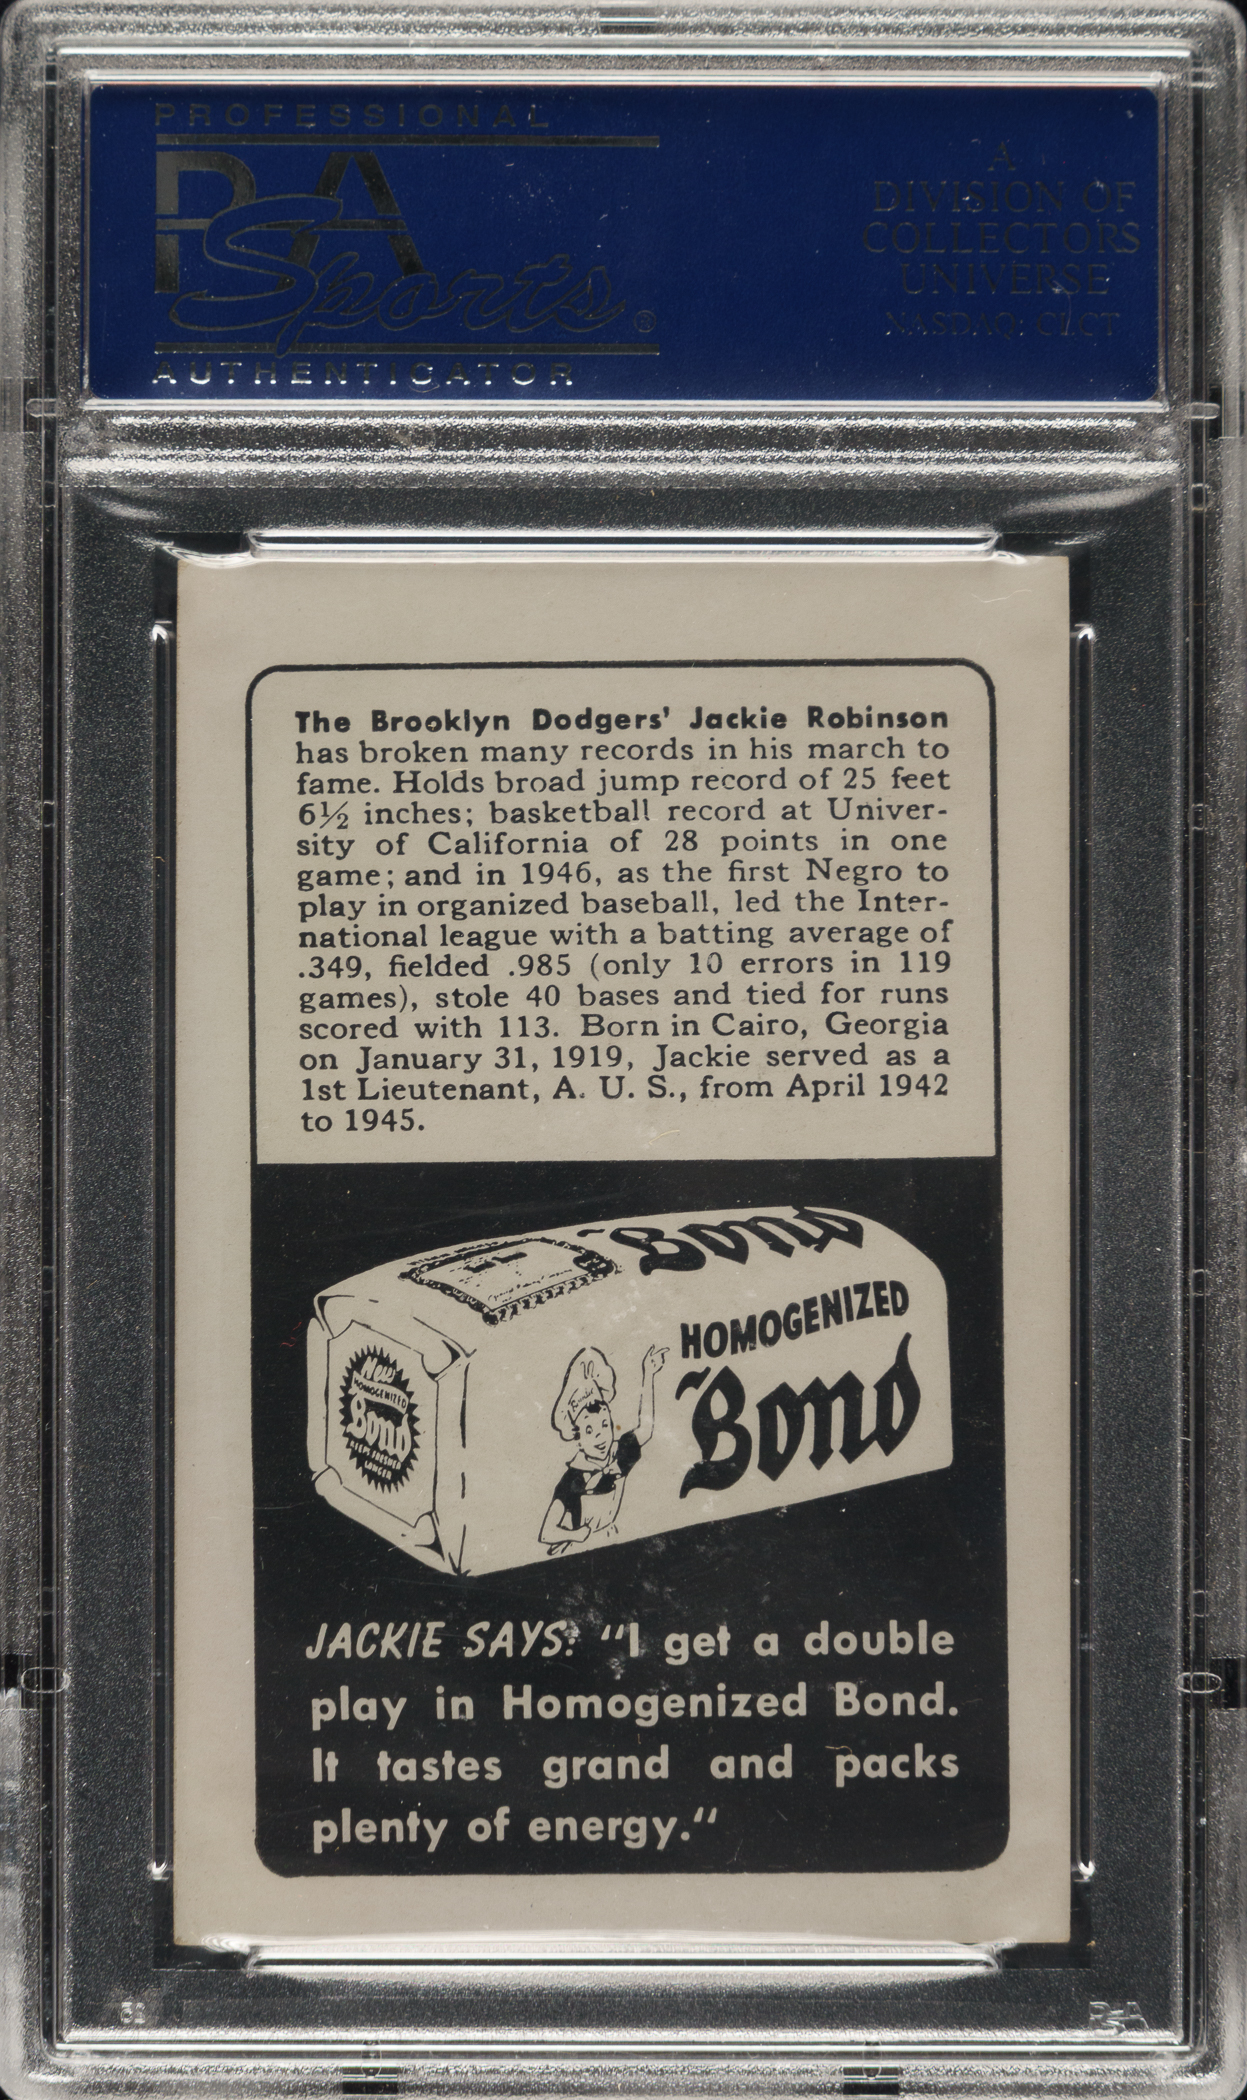 PROFESSIONAL
PSA
Sports®
AUTHENTICATOR
A
DIVISION OF
COLLECTORS
UNIVERSE
NASDAQ: CLCT
The Brooklyn Dodgers' Jackie Robinson
has broken many records in his march to
fame. Holds broad jump record of 25 feet
6½ inches; basketball record at Univer-
sity of California of 28 points in one
game; and in 1946, as the first Negro to
play in organized baseball, led the Inter-
national league with a batting average of
.349, fielded .985 (only 10 errors in 119
games), stole 40 bases and tied for runs
scored with 113. Born in Cairo, Georgia
on January 31, 1919, Jackie served as a
1st Lieutenant, A. U. S., from April 1942
to 1945.
Bond
HOMOGENIZED
Bond
New
HOMOGENIZED
Bond
KEEPS FRESHER
LONGER
JACKIE SAYS: "I get a double
play in Homogenized Bond.
It tastes grand and packs
plenty of energy."
PSA